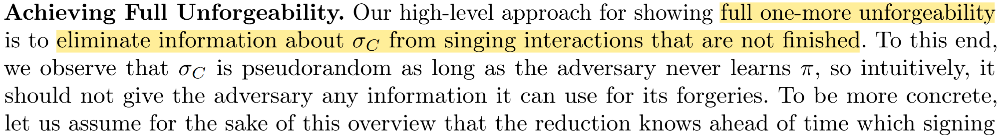 Achieving Full Unforgeability. Our high-level approach for showing full one-more unforgeability
is to eliminate information about σ_C from singing interactions that are not finished. To this end,
we observe that σ_C is pseudorandom as long as the adversary never learns π, so intuitively, it
should not give the adversary any information it can use for its forgeries. To be more concrete,
let us assume for the sake of this overview that the reduction knows ahead of time which signing